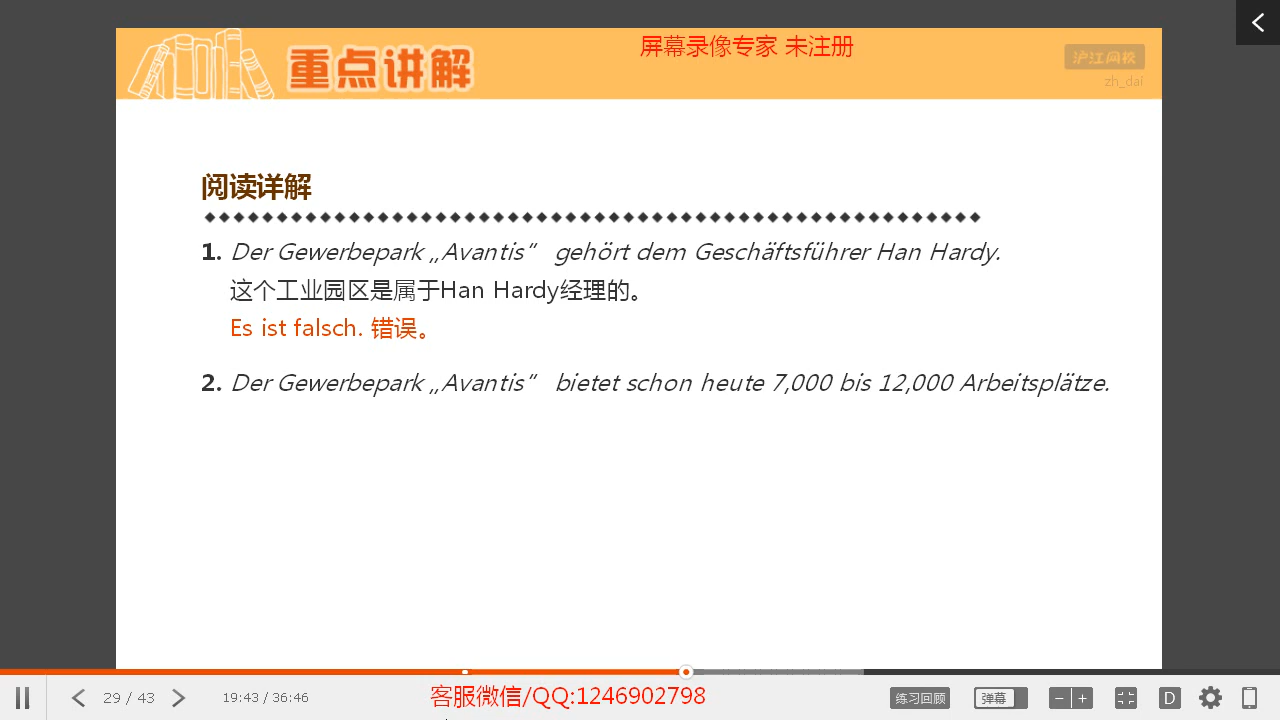 屏幕录像专家 未注册
重点讲解
沪江网校
zh_dai
阅读详解
1. Der Gewerbepark „Avantis“ gehört dem Geschäftsführer Han Hardy.
这个工业园区是属于Han Hardy经理的。
Es ist falsch. 错误。
2. Der Gewerbepark „Avantis“ bietet schon heute 7,000 bis 12,000 Arbeitsplätze.
29 / 43
19:43 / 36:46
客服微信/QQ:1246902798
练习回顾
弹幕
D